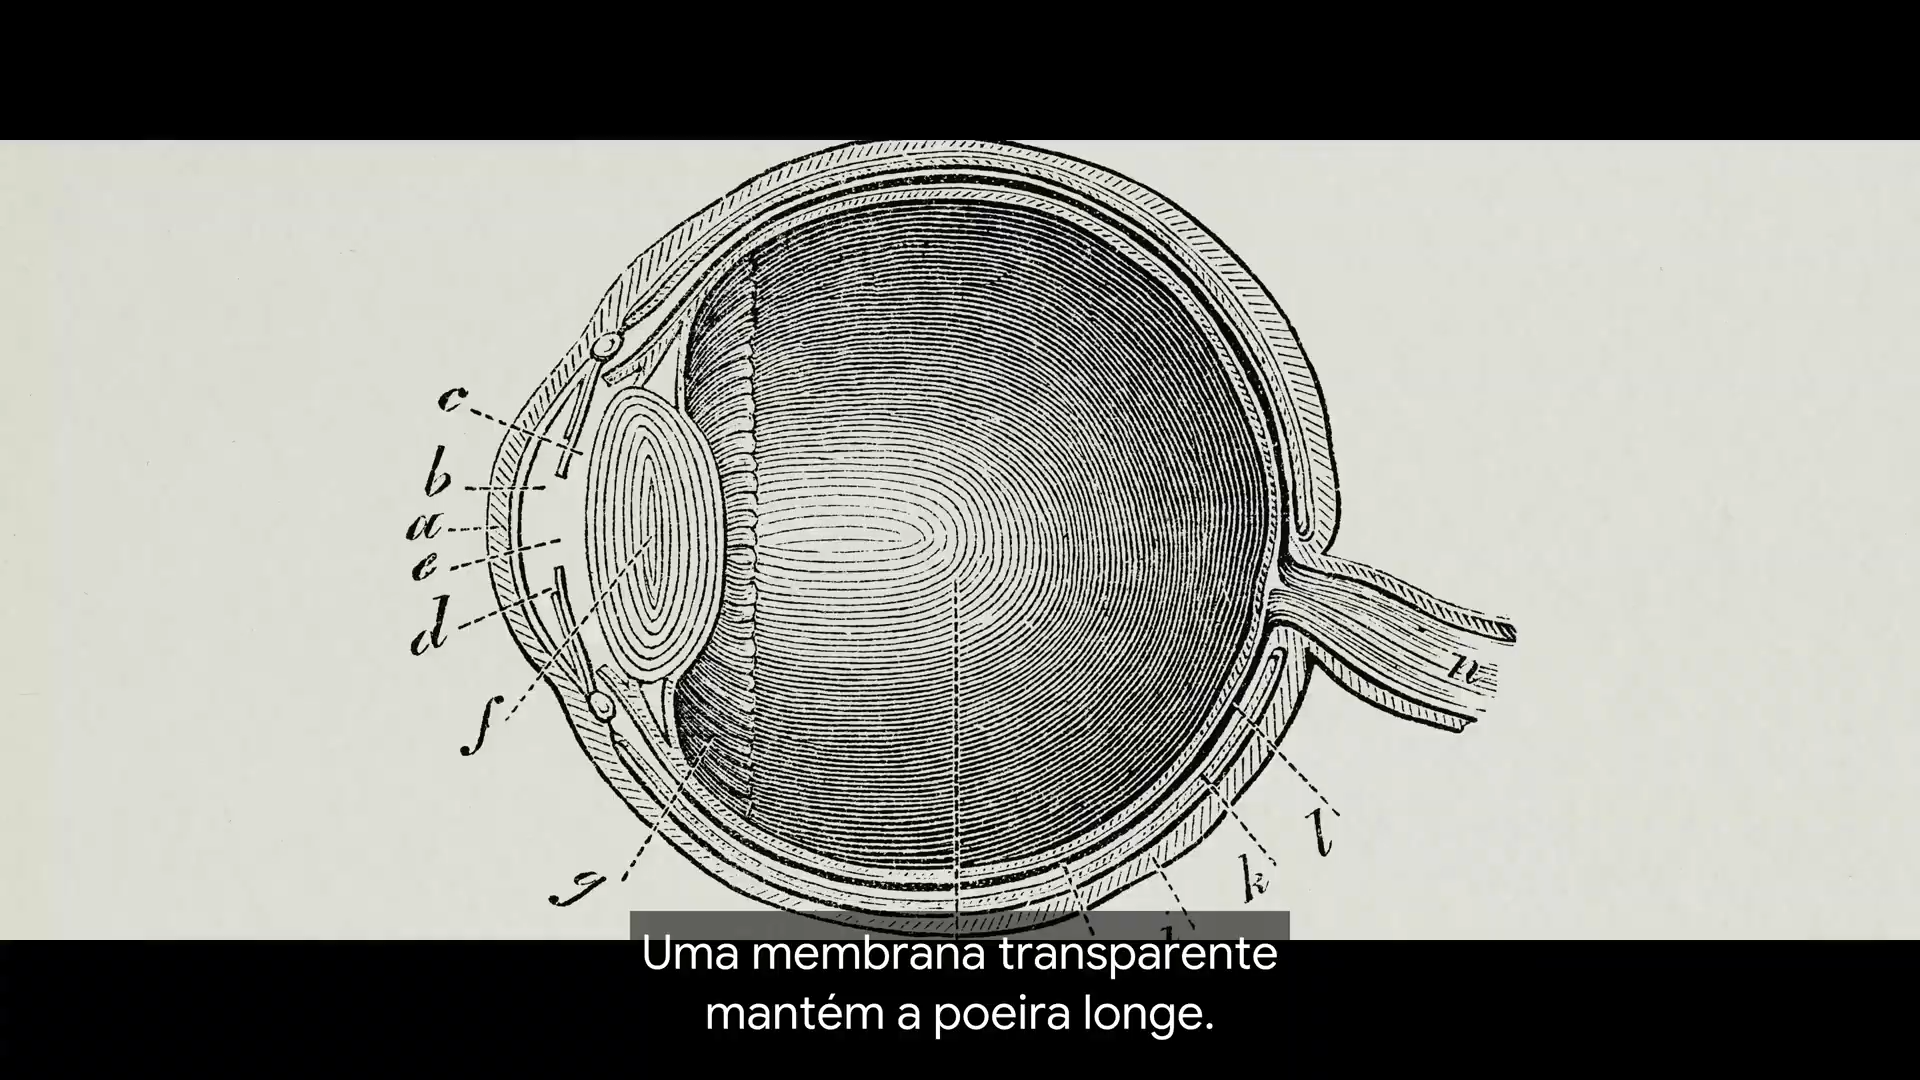 c
b
a
e
d
f
g
n
l
k
Uma membrana transparente
mantém a poeira longe.